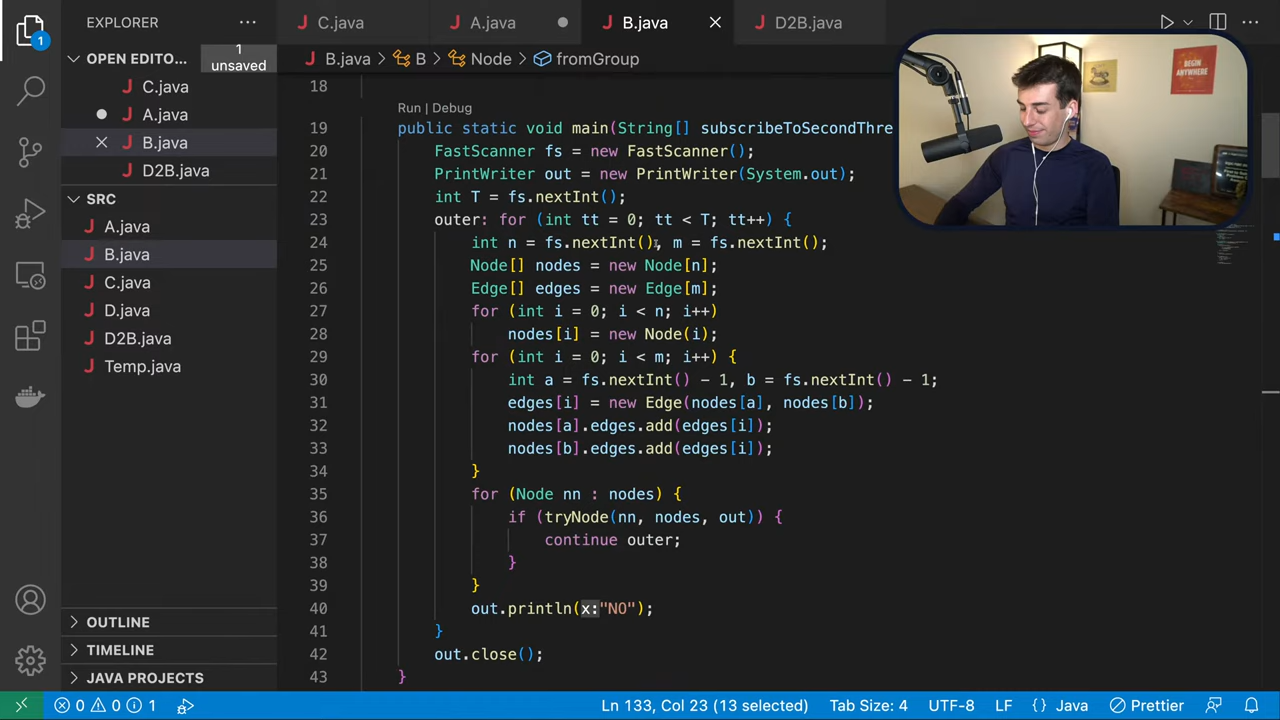 EXPLORER
1
OPEN EDITO...
1 unsaved
C.java
A.java
B.java
D2B.java
SRC
A.java
B.java
C.java
D.java
D2B.java
Temp.java
OUTLINE
TIMELINE
JAVA PROJECTS
C.java A.java B.java D2B.java
B.java > B > Node > fromGroup
18
Run | Debug
19 public static void main(String[] subscribeToSecondThre
20 FastScanner fs = new FastScanner();
21 PrintWriter out = new PrintWriter(System.out);
22 int T = fs.nextInt();
23 outer: for (int tt = 0; tt < T; tt++) {
24 int n = fs.nextInt(), m = fs.nextInt();
25 Node[] nodes = new Node[n];
26 Edge[] edges = new Edge[m];
27 for (int i = 0; i < n; i++)
28 nodes[i] = new Node(i);
29 for (int i = 0; i < m; i++) {
30 int a = fs.nextInt() - 1, b = fs.nextInt() - 1;
31 edges[i] = new Edge(nodes[a], nodes[b]);
32 nodes[a].edges.add(edges[i]);
33 nodes[b].edges.add(edges[i]);
34 }
35 for (Node nn : nodes) {
36 if (tryNode(nn, nodes, out)) {
37 continue outer;
38 }
39 }
40 out.println(x:"NO");
41 }
42 out.close();
43 }
BEGIN
ANYWHERE
0 0 1 Ln 133, Col 23 (13 selected) Tab Size: 4 UTF-8 LF {} Java Prettier